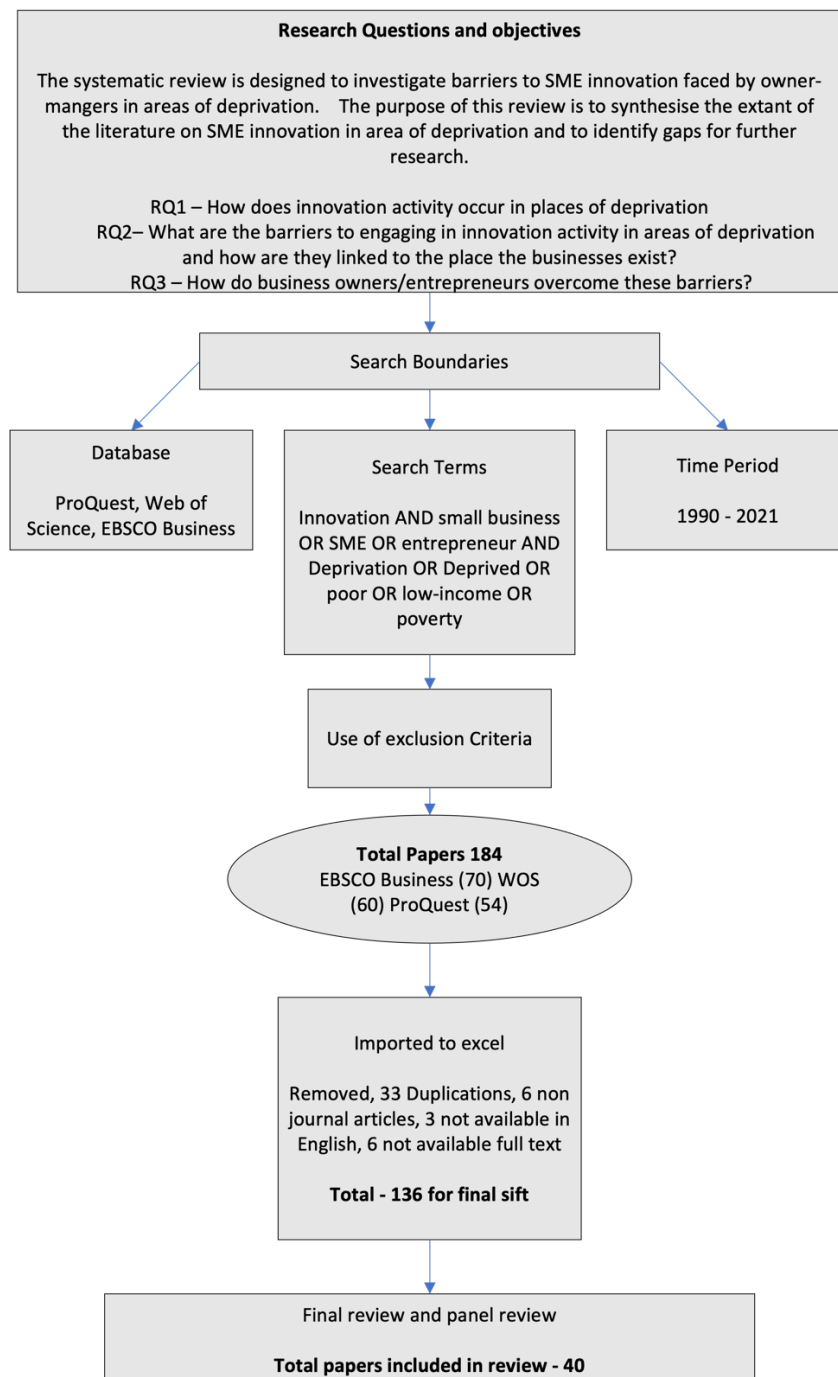 Research Questions and objectives
The systematic review is designed to investigate barriers to SME innovation faced by owner-
mangers in areas of deprivation. The purpose of this review is to synthesise the extant of
the literature on SME innovation in area of deprivation and to identify gaps for further
research.
RQ1 – How does innovation activity occur in places of deprivation
RQ2– What are the barriers to engaging in innovation activity in areas of deprivation
and how are they linked to the place the businesses exist?
RQ3 – How do business owners/entrepreneurs overcome these barriers?
Search Boundaries
Database
ProQuest, Web of
Science, EBSCO Business
Search Terms
Innovation AND small business
OR SME OR entrepreneur AND
Deprivation OR Deprived OR
poor OR low-income OR
poverty
Time Period
1990 - 2021
Use of exclusion Criteria
Total Papers 184
EBSCO Business (70) WOS
(60) ProQuest (54)
Imported to excel
Removed, 33 Duplications, 6 non
journal articles, 3 not available in
English, 6 not available full text
Total - 136 for final sift
Final review and panel review
Total papers included in review - 40